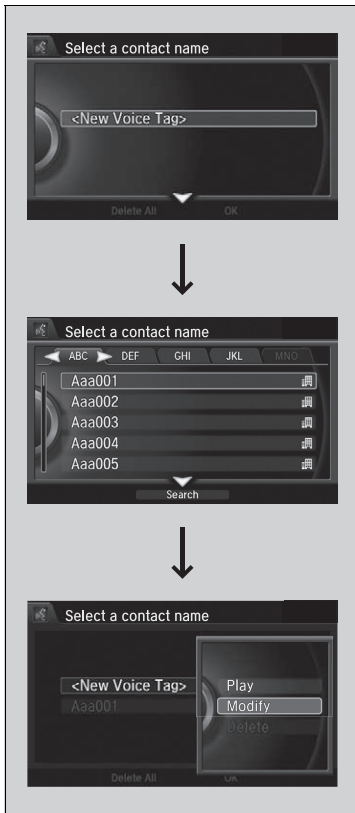 Select a contact name
<New Voice Tag>
Delete All OK
Select a contact name
ABC DEF GHI JKL MNO
Aaa001
Aaa002
Aaa003
Aaa004
Aaa005
Search
Select a contact name
<New Voice Tag>
Aaa001
Play
Modify
Delete
Delete All OK